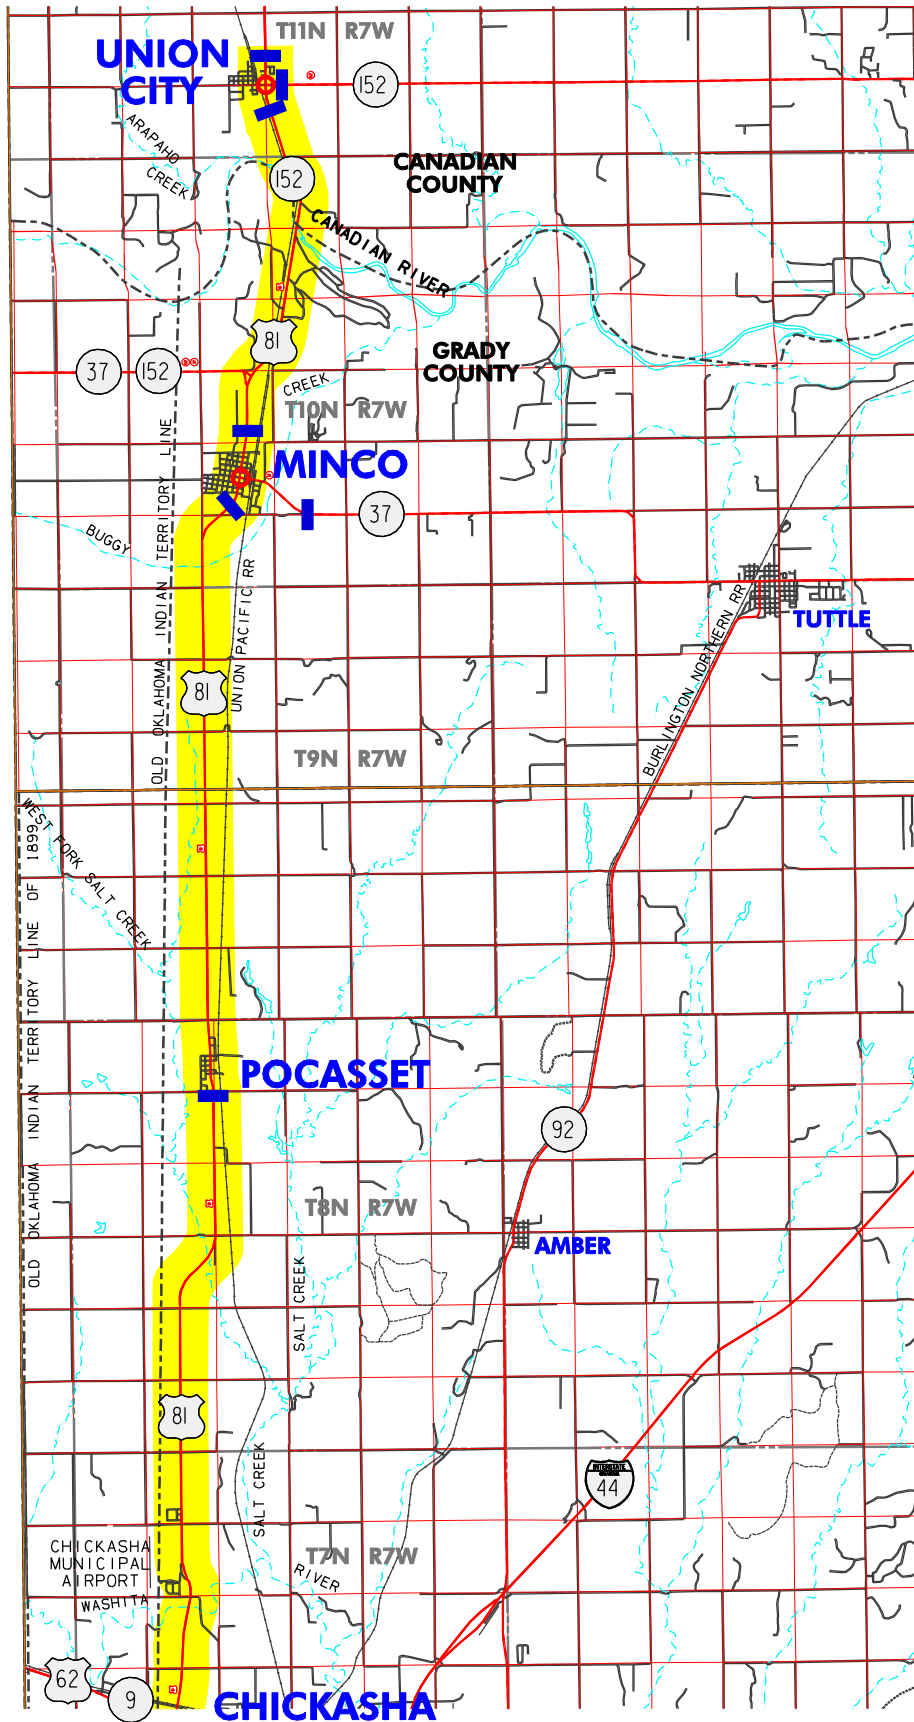 T11N R7W
UNION
CITY
152
ARAPAHO
CREEK
CANADIAN
COUNTY
152
CANADIAN RIVER
81
GRADY
COUNTY
37
152
CREEK
T10N R7W
MINCO
37
BUGGY
OLD OKLAHOMA INDIAN TERRITORY LINE
UNION PACIFIC RR
TUTTLE
BURLINGTON NORTHERN RR
81
T9N R7W
WEST FORK SALT CREEK
OLD OKLAHOMA INDIAN TERRITORY LINE OF 1899
POCASSET
92
T8N R7W
AMBER
SALT CREEK
81
SALT CREEK
INTERSTATE
44
CHICKASHA
MUNICIPAL
AIRPORT
T7N R7W
RIVER
WASHITA
62
9
CHICKASHA